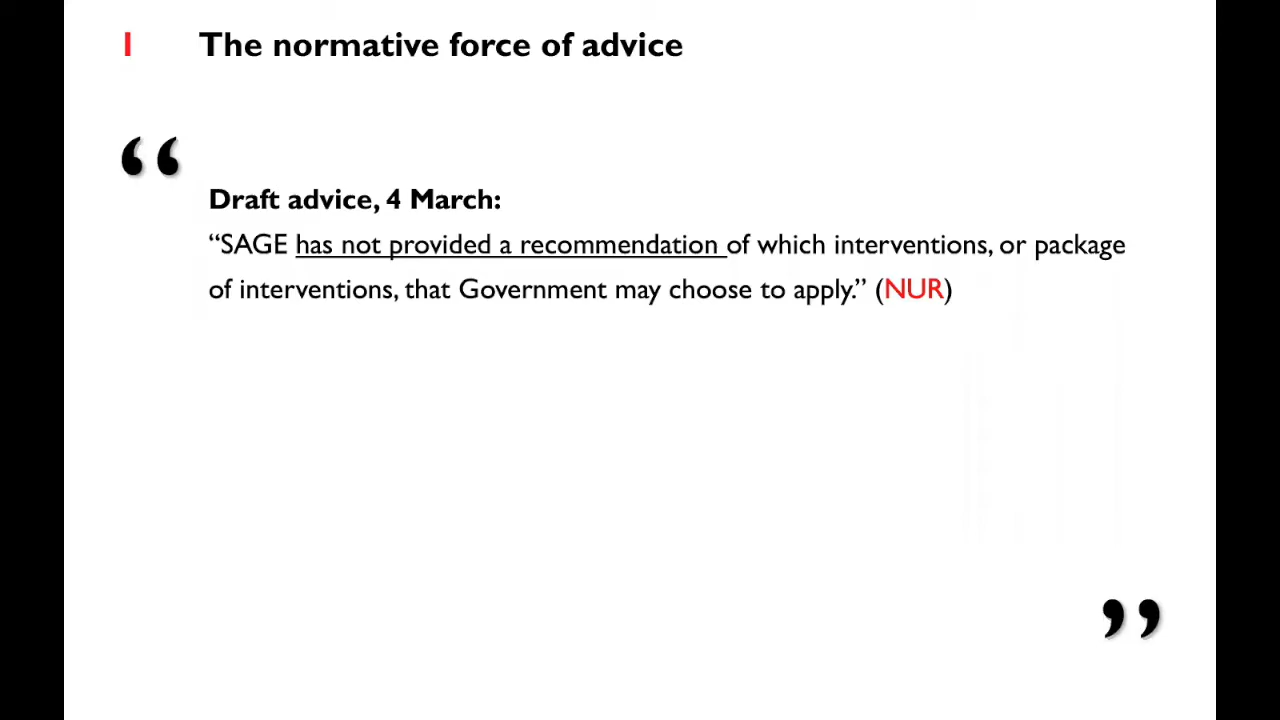 I The normative force of advice
“
Draft advice, 4 March:
“SAGE has not provided a recommendation of which interventions, or package
of interventions, that Government may choose to apply.” (NUR)
”